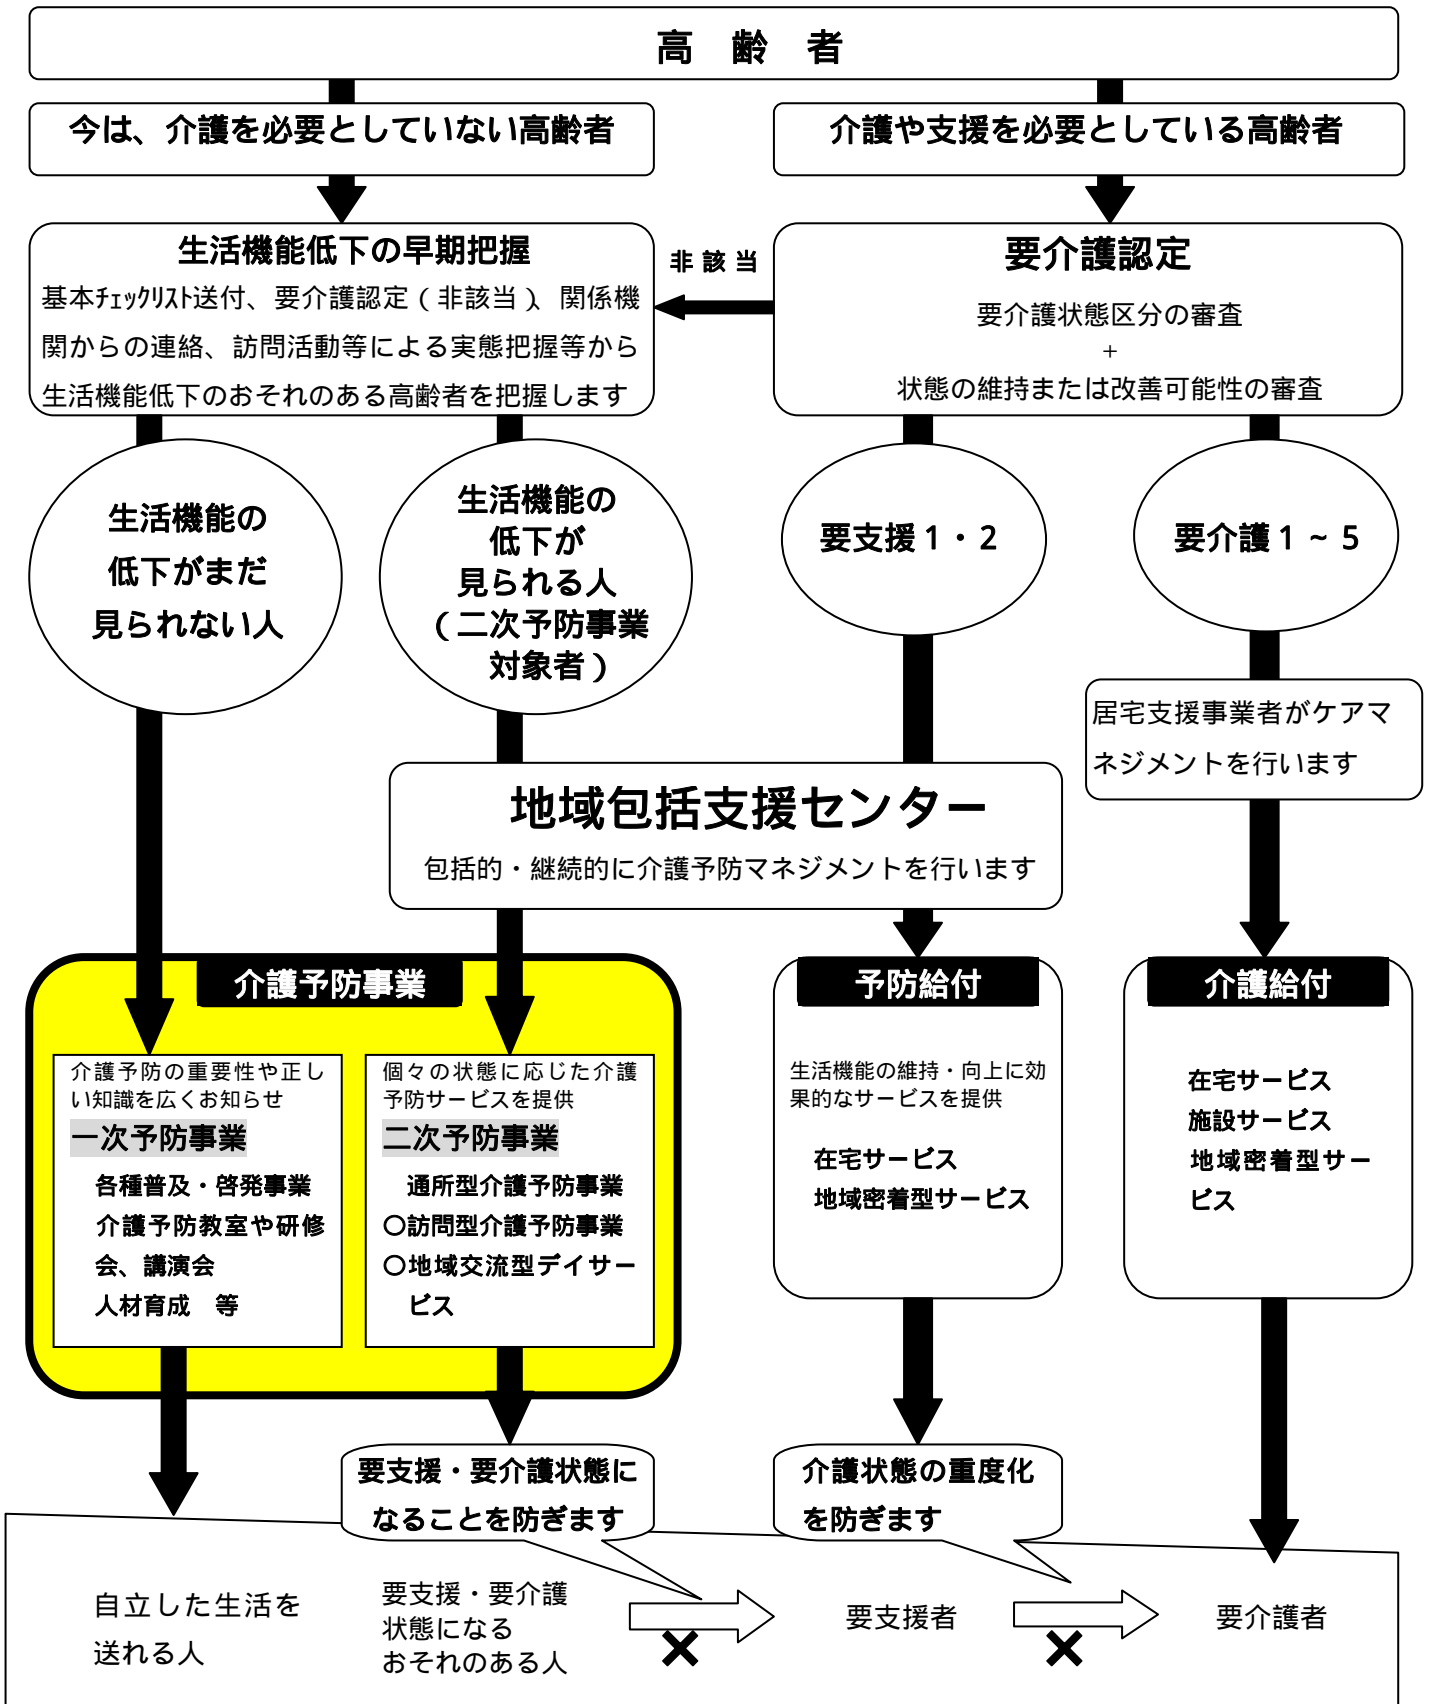 高　齢　者
今は、介護を必要としていない高齢者
介護や支援を必要としている高齢者
生活機能低下の早期把握
基本ﾁｪｯｸﾘｽﾄ送付、要介護認定（非該当）、関係機
関からの連絡、訪問活動等による実態把握等から
生活機能低下のおそれのある高齢者を把握します
非 該 当
要介護認定
要介護状態区分の審査
+
状態の維持または改善可能性の審査
生活機能の
低下がまだ
見られない人
生活機能の
低下が
見られる人
（二次予防事業
対象者）
要支援１・２
要介護１～５
居宅支援事業者がケアマ
ネジメントを行います
地域包括支援センター
包括的・継続的に介護予防マネジメントを行います
介護予防事業
介護予防の重要性や正し
い知識を広くお知らせ
一次予防事業
各種普及・啓発事業
介護予防教室や研修
会、講演会
人材育成　等
個々の状態に応じた介護
予防サービスを提供
二次予防事業
通所型介護予防事業
○訪問型介護予防事業
○地域交流型デイサー
ビス
予防給付
生活機能の維持・向上に効
果的なサービスを提供
在宅サービス
地域密着型サービス
介護給付
在宅サービス
施設サービス
地域密着型サー
ビス
要支援・要介護状態に
なることを防ぎます
介護状態の重度化
を防ぎます
自立した生活を
送れる人
要支援・要介護
状態になる
おそれのある人
要支援者
要介護者